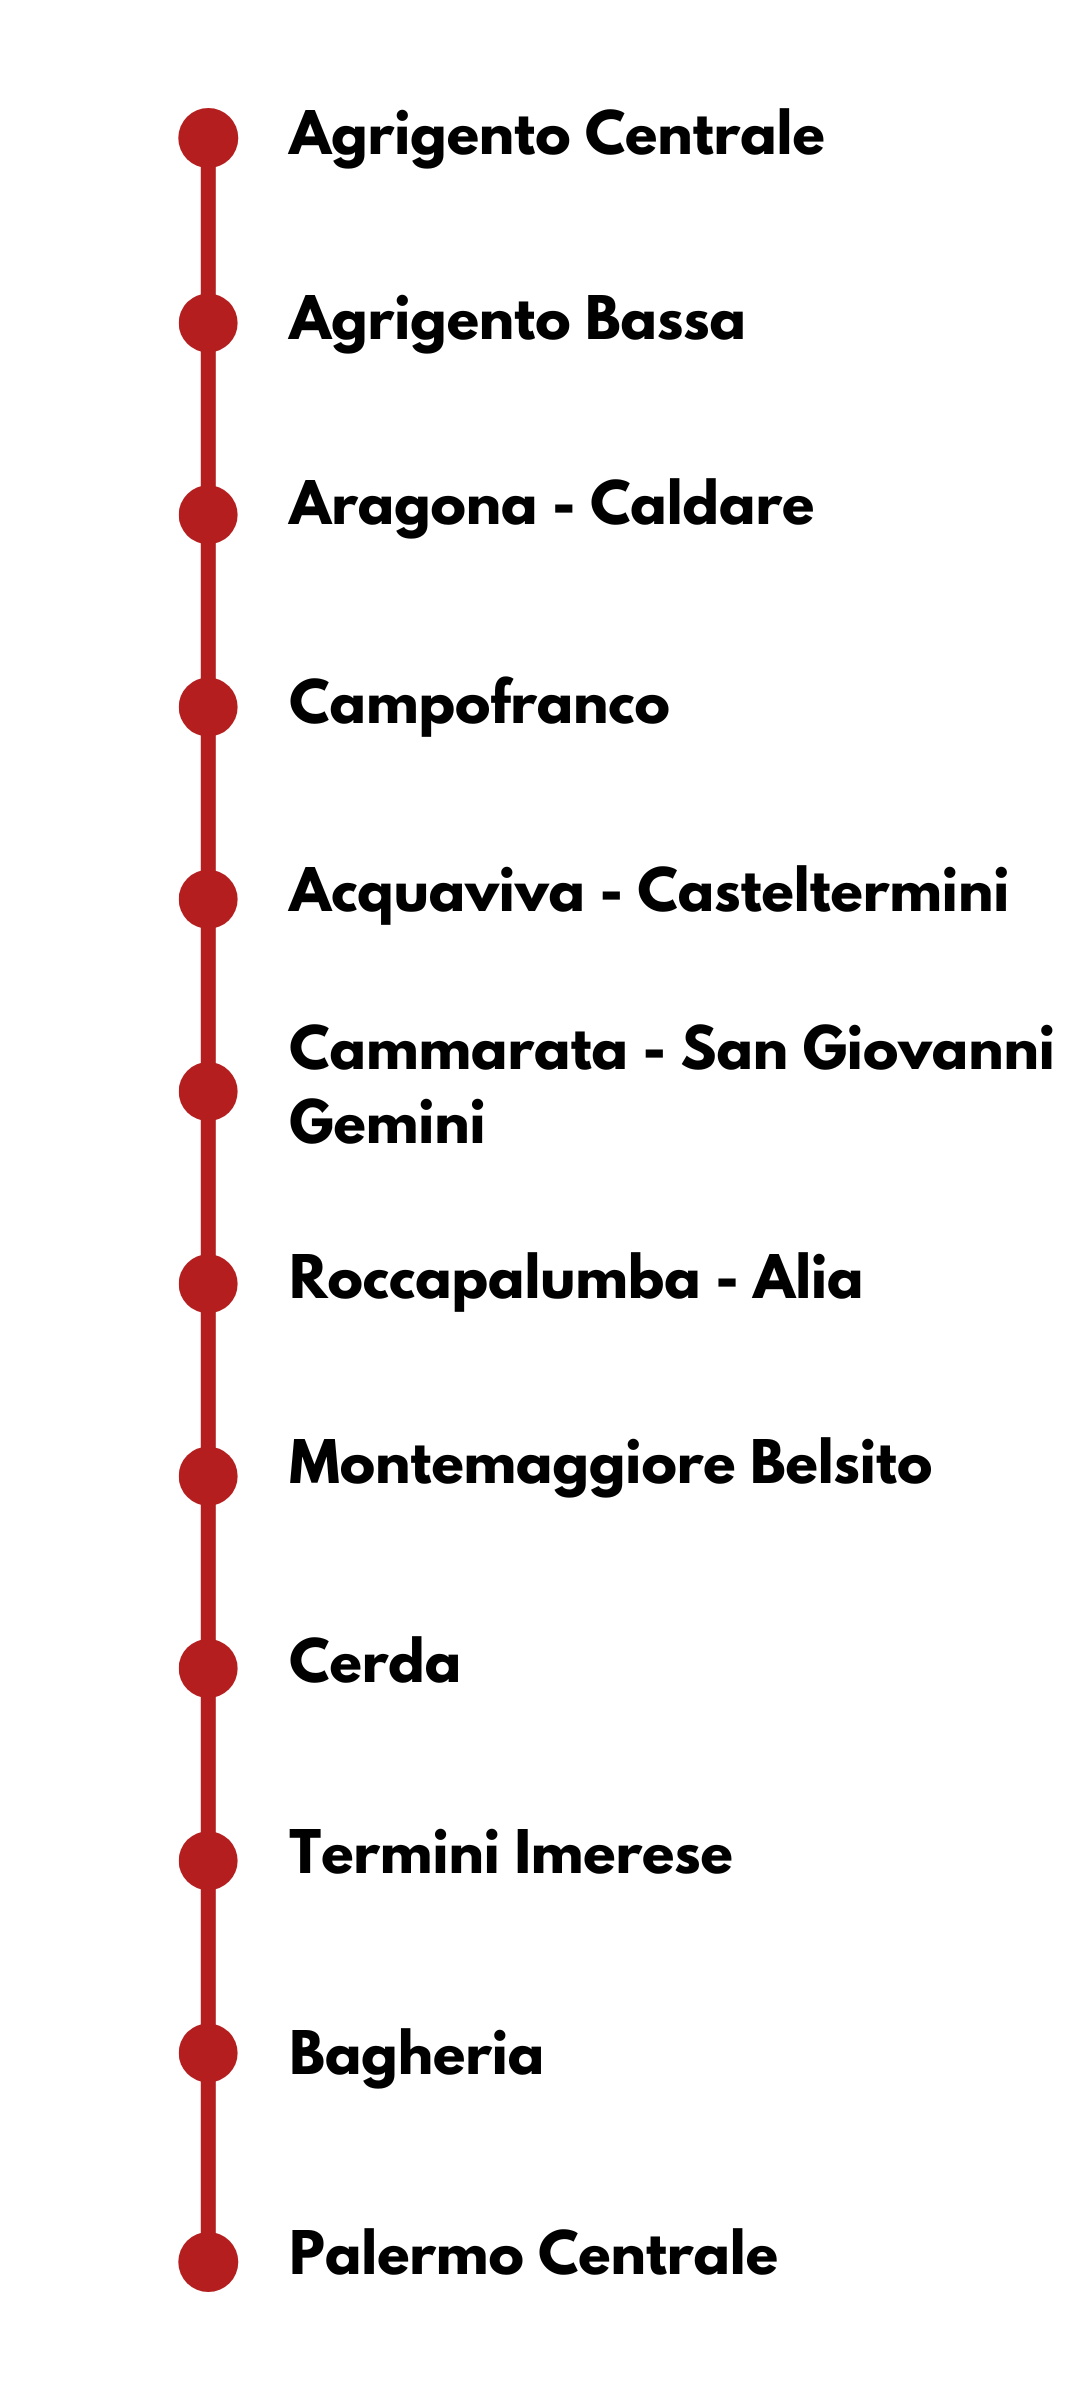 Agrigento Centrale
Agrigento Bassa
Aragona - Caldare
Campofranco
Acquaviva - Casteltermini
Cammarata - San Giovanni
Gemini
Roccapalumba - Alia
Montemaggiore Belsito
Cerda
Termini Imerese
Bagheria
Palermo Centrale